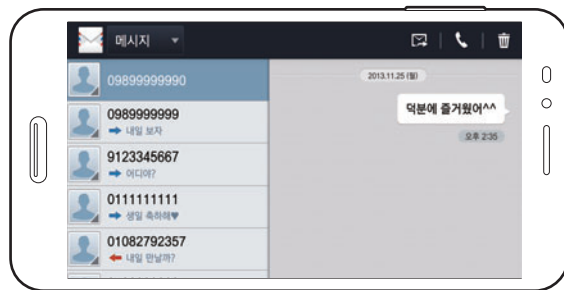 메시지
09899999990
0989999999
내일 보자
9123345667
어디야?
0111111111
생일 축하해♥
01082792357
내일 만날까?
2013.11.25 (월)
덕분에 즐거웠어^^
오후 2:35